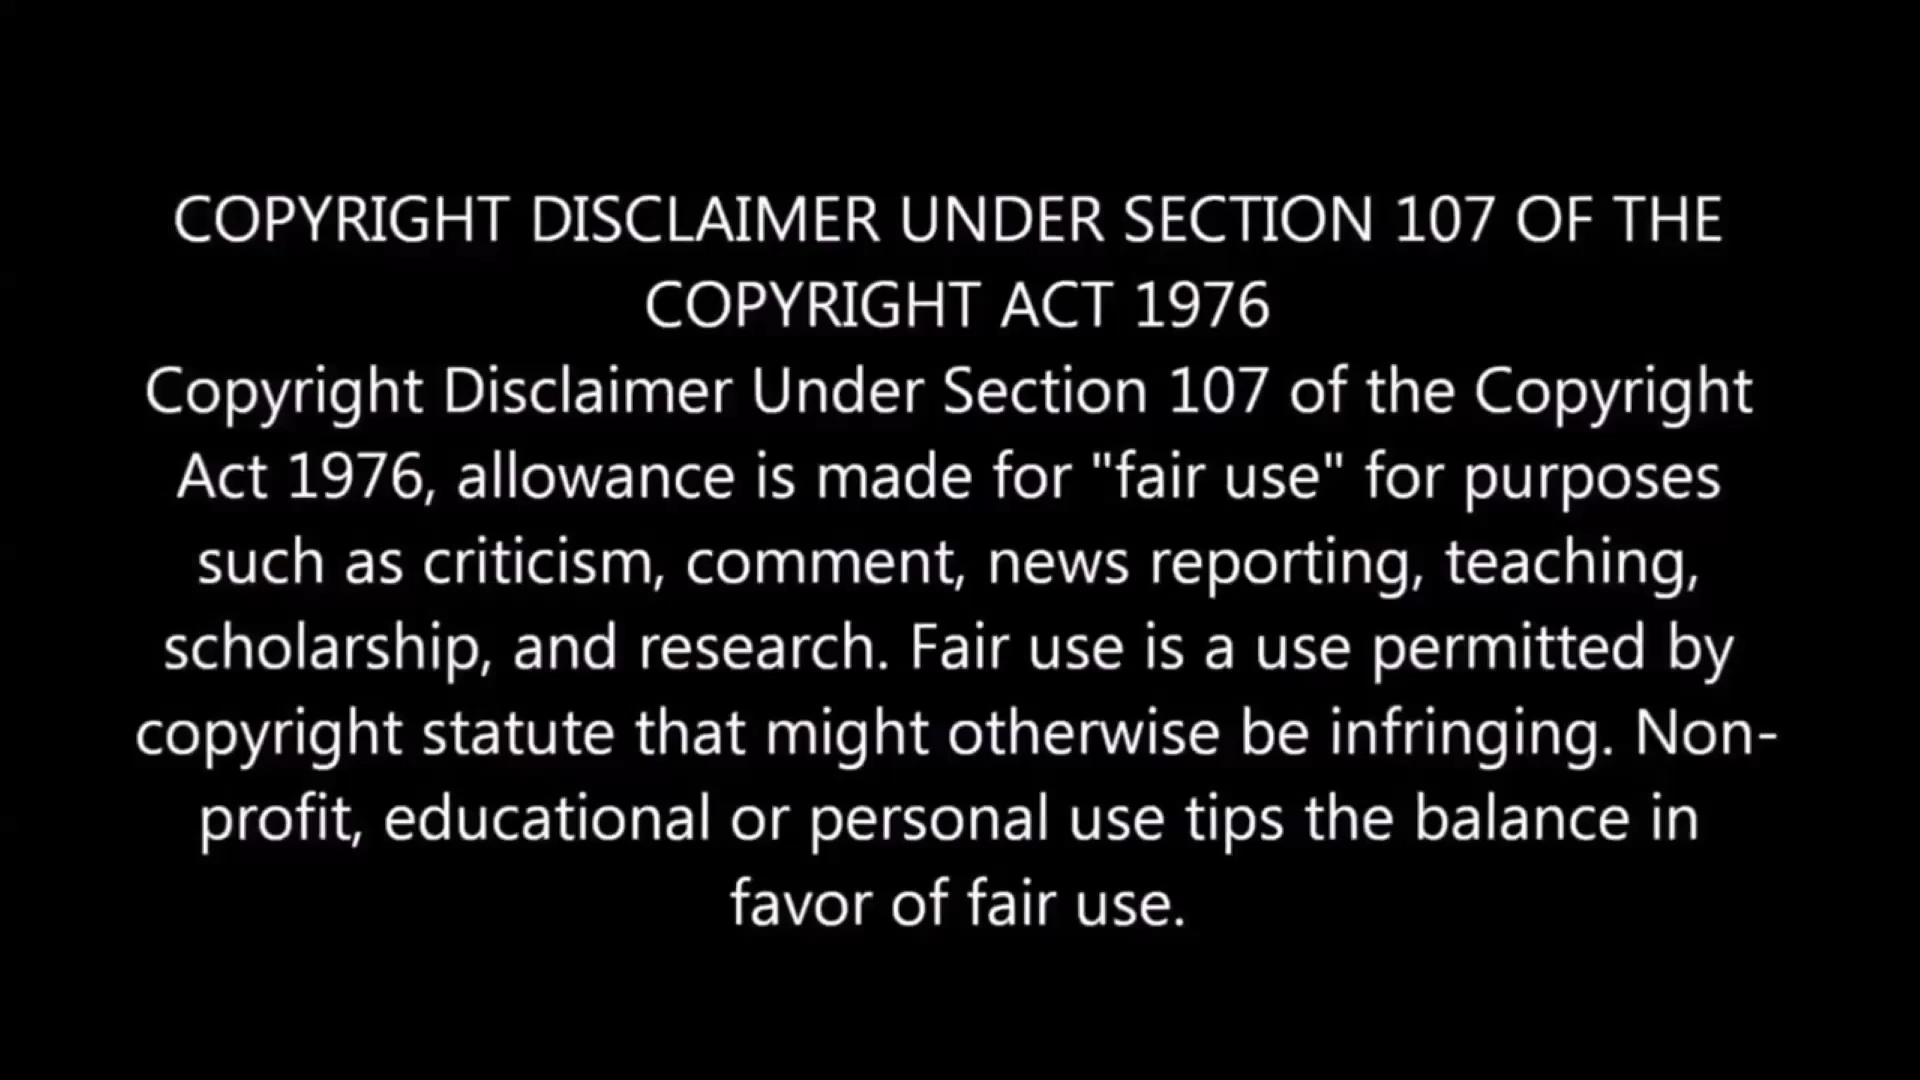 COPYRIGHT DISCLAIMER UNDER SECTION 107 OF THE
COPYRIGHT ACT 1976
Copyright Disclaimer Under Section 107 of the Copyright
Act 1976, allowance is made for "fair use" for purposes
such as criticism, comment, news reporting, teaching,
scholarship, and research. Fair use is a use permitted by
copyright statute that might otherwise be infringing. Non-
profit, educational or personal use tips the balance in
favor of fair use.